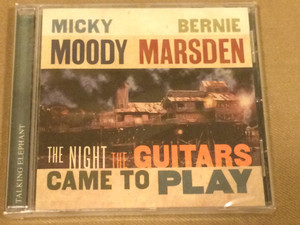 MICKY BERNIE
MOODY MARSDEN
THE NIGHT THE GUITARS
CAME TO PLAY
TALKING ELEPHANT